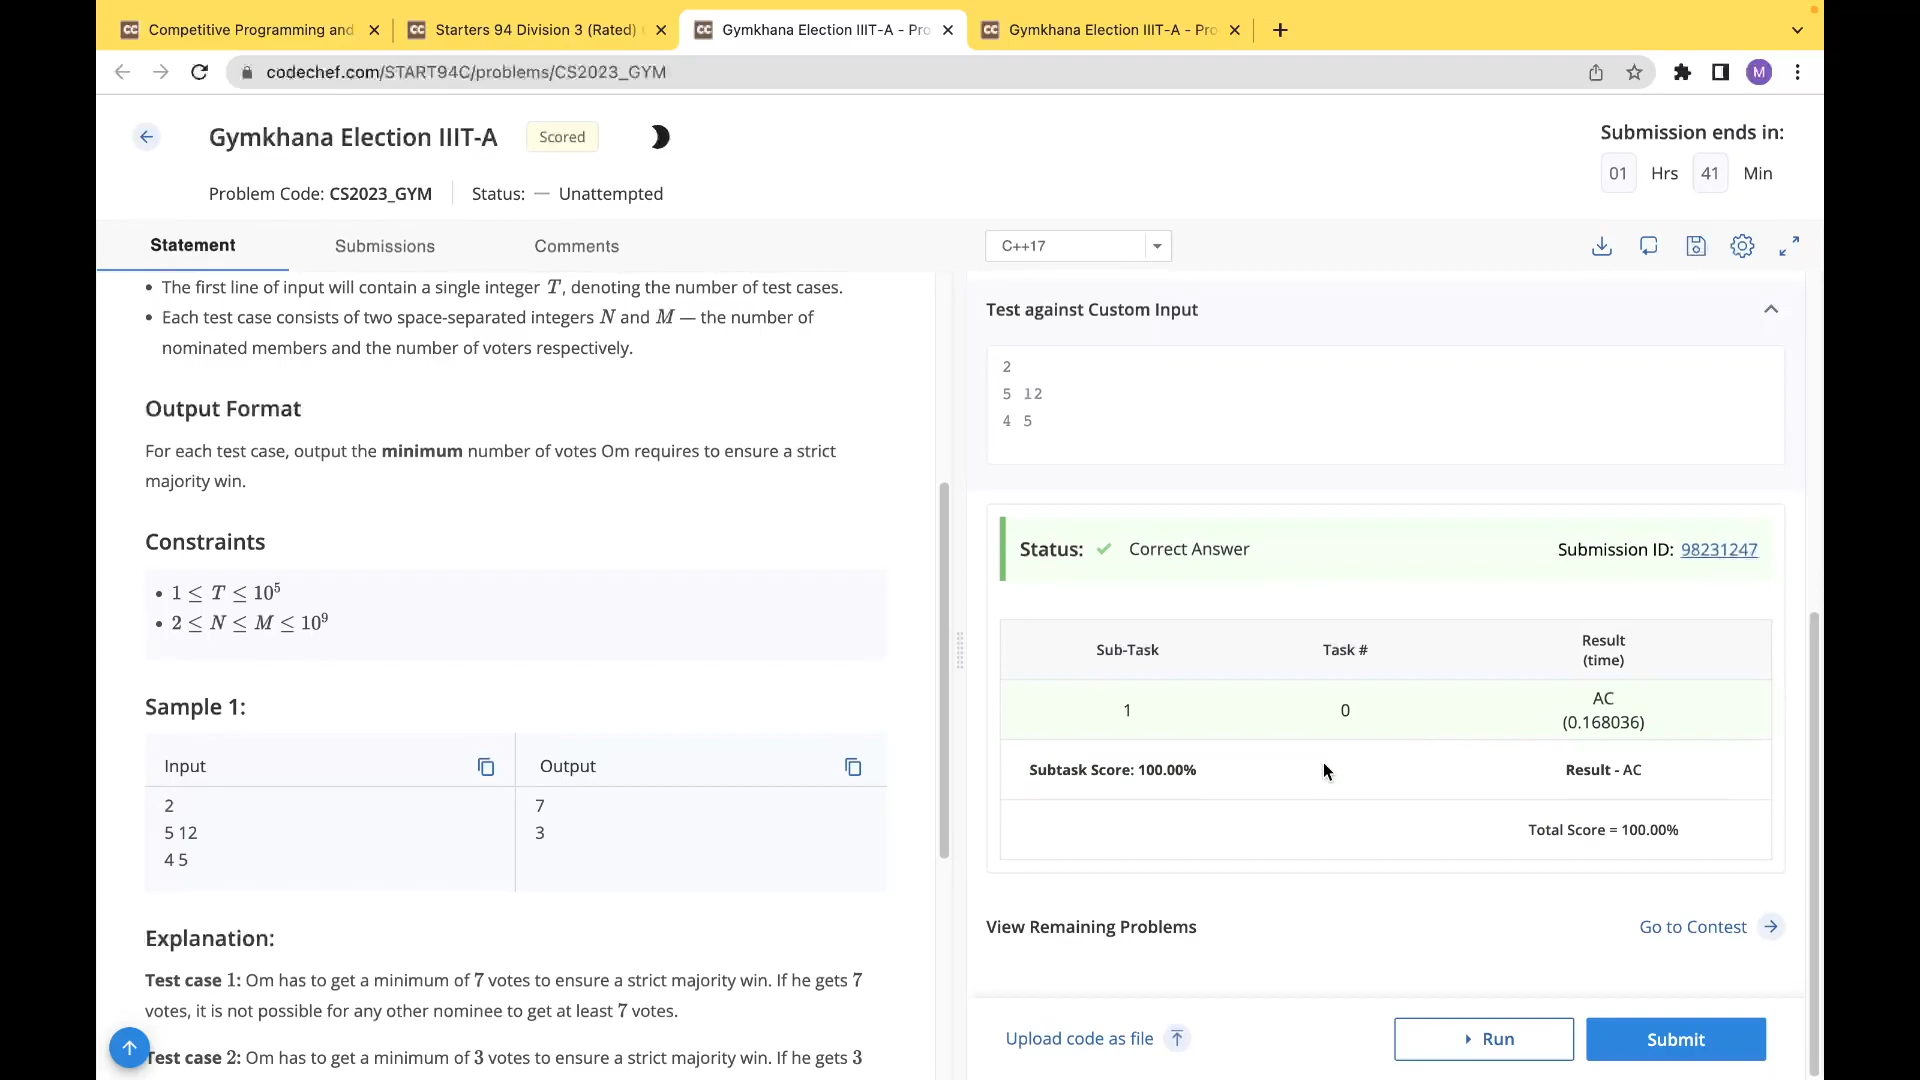 Competitive Programming and
Starters 94 Division 3 (Rated)
Gymkhana Election IIIT-A - Pro
Gymkhana Election IIIT-A - Pro
codechef.com/START94C/problems/CS2023_GYM
M
Gymkhana Election IIIT-A
Scored
Submission ends in:
01 Hrs 41 Min
Problem Code: CS2023_GYM
Status: — Unattempted
Statement
Submissions
Comments
C++17
• The first line of input will contain a single integer T, denoting the number of test cases.
• Each test case consists of two space-separated integers N and M — the number of
nominated members and the number of voters respectively.
Output Format
For each test case, output the minimum number of votes Om requires to ensure a strict
majority win.
Constraints
• 1 ≤ T ≤ 10^5
• 2 ≤ N ≤ M ≤ 10^9
Sample 1:
Input
Output
2
5 12
4 5
7
3
Explanation:
Test case 1: Om has to get a minimum of 7 votes to ensure a strict majority win. If he gets 7
votes, it is not possible for any other nominee to get at least 7 votes.
Test case 2: Om has to get a minimum of 3 votes to ensure a strict majority win. If he gets 3
Test against Custom Input
2
5 12
4 5
Status: ✓ Correct Answer
Submission ID: 98231247
Sub-Task
Task #
Result
(time)
1
0
AC
(0.168036)
Subtask Score: 100.00%
Result - AC
Total Score = 100.00%
View Remaining Problems
Go to Contest
Upload code as file
Run
Submit